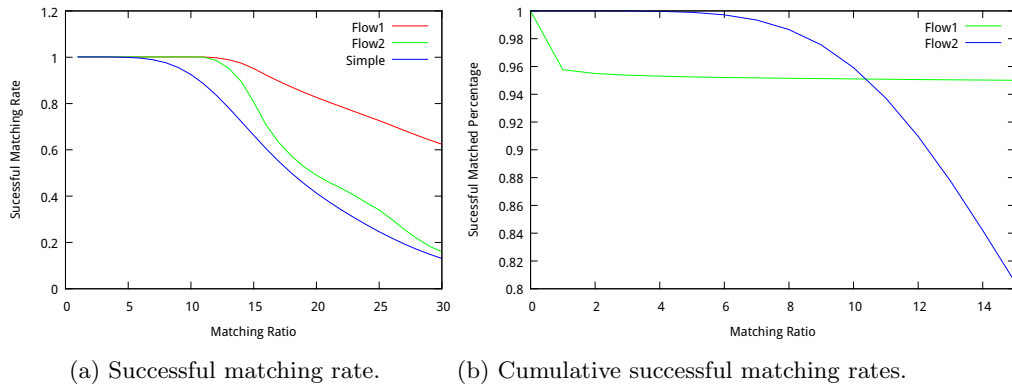 1.2
1
0.8
0.6
0.4
0.2
0
Sucessful Matching Rate
Flow1
Flow2
Simple
0 5 10 15 20 25 30
Matching Ratio
(a) Successful matching rate.
1
0.98
0.96
0.94
0.92
0.9
0.88
0.86
0.84
0.82
0.8
Sucessful Matched Percentage
Flow1
Flow2
0 2 4 6 8 10 12 14
Matching Ratio
(b) Cumulative successful matching rates.